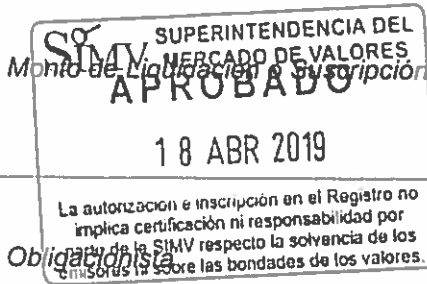 SIMV SUPERINTENDENCIA DEL
MERCADO DE VALORES
Monto de Liquidación o Suscripción
APROBADO
18 ABR 2019
La autorización e inscripción en el Registro no
implica certificación ni responsabilidad por
parte de la SIMV respecto la solvencia de los
Obligacionista
emisores ni sobre las bondades de los valores.